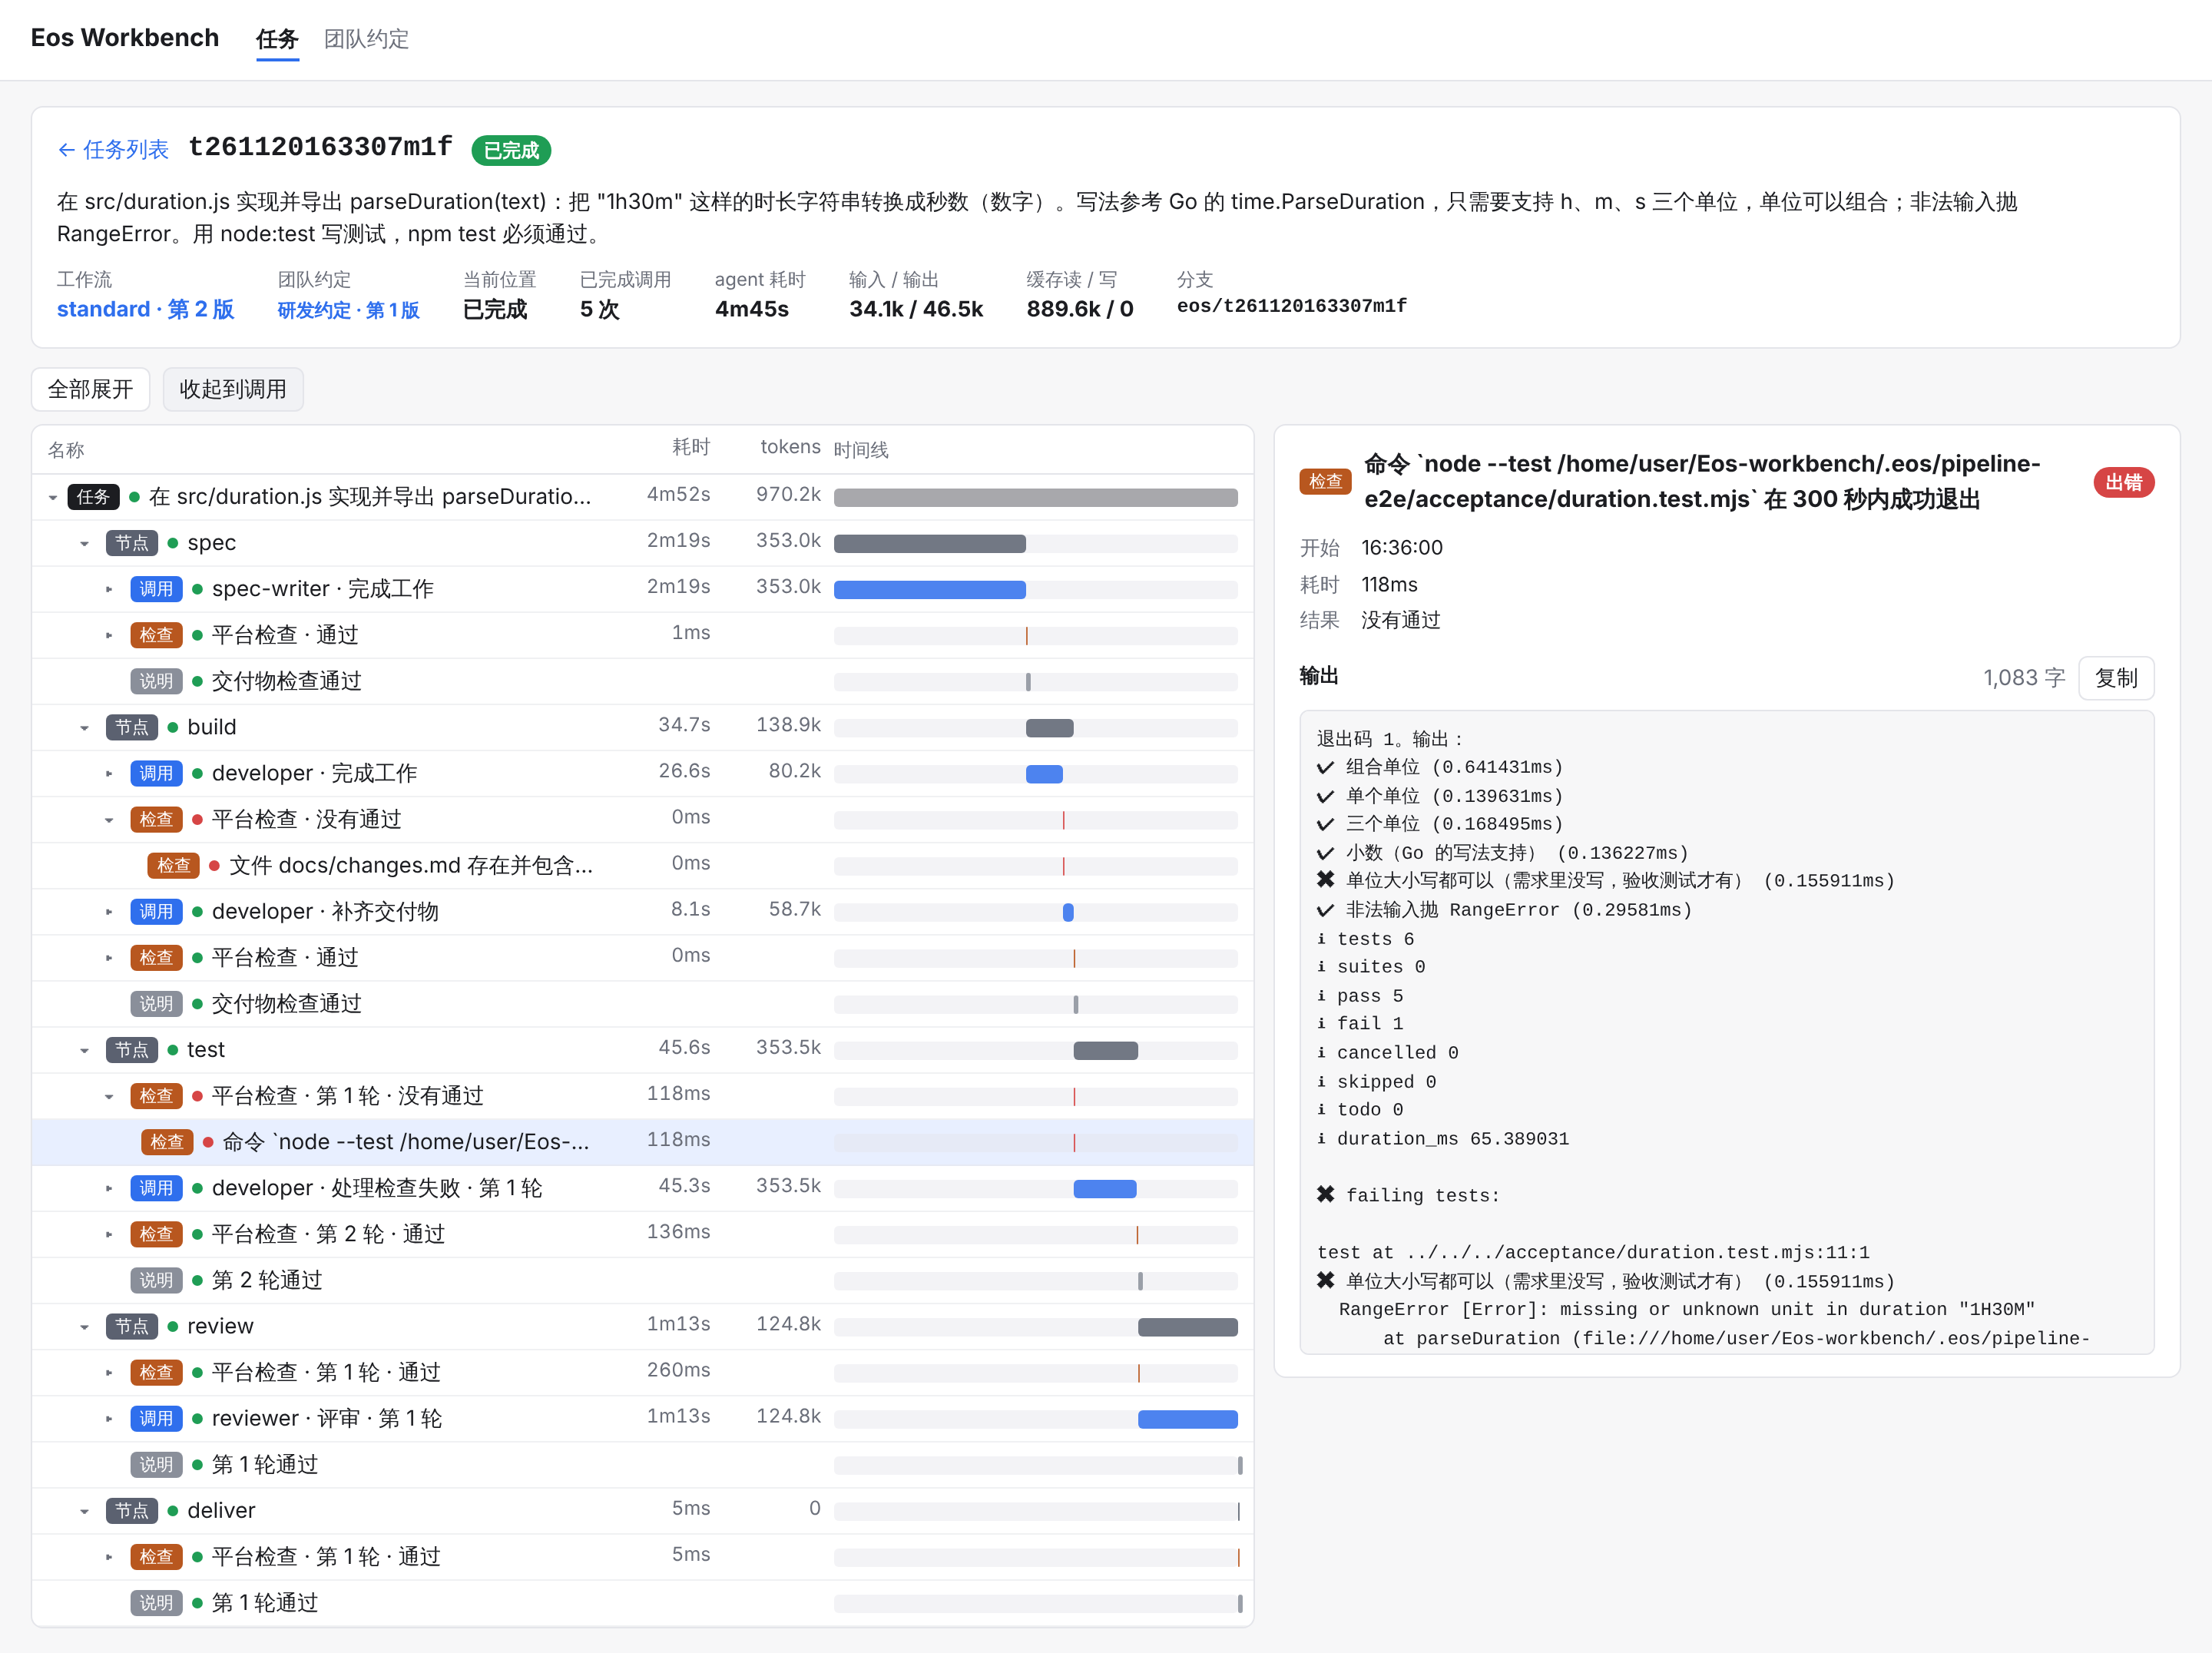 Eos Workbench 任务 团队约定
← 任务列表 t261120163307m1f 已完成
在 src/duration.js 实现并导出 parseDuration(text)：把 "1h30m" 这样的时长字符串转换成秒数（数字）。写法参考 Go 的 time.ParseDuration，只需要支持 h、m、s 三个单位，单位可以组合；非法输入抛
RangeError。用 node:test 写测试，npm test 必须通过。
工作流 团队约定 当前位置 已完成调用 agent 耗时 输入 / 输出 缓存读 / 写 分支
standard · 第 2 版 研发约定 · 第 1 版 已完成 5 次 4m45s 34.1k / 46.5k 889.6k / 0 eos/t261120163307m1f
全部展开 收起到调用
名称 耗时 tokens 时间线
任务 在 src/duration.js 实现并导出 parseDuratio... 4m52s 970.2k
节点 spec 2m19s 353.0k
调用 spec-writer · 完成工作 2m19s 353.0k
检查 平台检查 · 通过 1ms
说明 交付物检查通过
节点 build 34.7s 138.9k
调用 developer · 完成工作 26.6s 80.2k
检查 平台检查 · 没有通过 0ms
检查 文件 docs/changes.md 存在并包含... 0ms
调用 developer · 补齐交付物 8.1s 58.7k
检查 平台检查 · 通过 0ms
说明 交付物检查通过
节点 test 45.6s 353.5k
检查 平台检查 · 第 1 轮 · 没有通过 118ms
检查 命令 `node --test /home/user/Eos-... 118ms
调用 developer · 处理检查失败 · 第 1 轮 45.3s 353.5k
检查 平台检查 · 第 2 轮 · 通过 136ms
说明 第 2 轮通过
节点 review 1m13s 124.8k
检查 平台检查 · 第 1 轮 · 通过 260ms
调用 reviewer · 评审 · 第 1 轮 1m13s 124.8k
说明 第 1 轮通过
节点 deliver 5ms 0
检查 平台检查 · 第 1 轮 · 通过 5ms
说明 第 1 轮通过
检查 命令 `node --test /home/user/Eos-workbench/.eos/pipeline-
e2e/acceptance/duration.test.mjs` 在 300 秒内成功退出 出错
开始 16:36:00
耗时 118ms
结果 没有通过
输出 1,083 字 复制
退出码 1。输出：
✔ 组合单位 (0.641431ms)
✔ 单个单位 (0.139631ms)
✔ 三个单位 (0.168495ms)
✔ 小数（Go 的写法支持） (0.136227ms)
✖ 单位大小写都可以（需求里没写，验收测试才有） (0.155911ms)
✔ 非法输入抛 RangeError (0.29581ms)
ℹ tests 6
ℹ suites 0
ℹ pass 5
ℹ fail 1
ℹ cancelled 0
ℹ skipped 0
ℹ todo 0
ℹ duration_ms 65.389031
✖ failing tests:
test at ../../../acceptance/duration.test.mjs:11:1
✖ 单位大小写都可以（需求里没写，验收测试才有） (0.155911ms)
RangeError [Error]: missing or unknown unit in duration "1H30M"
at parseDuration (file:///home/user/Eos-workbench/.eos/pipeline-